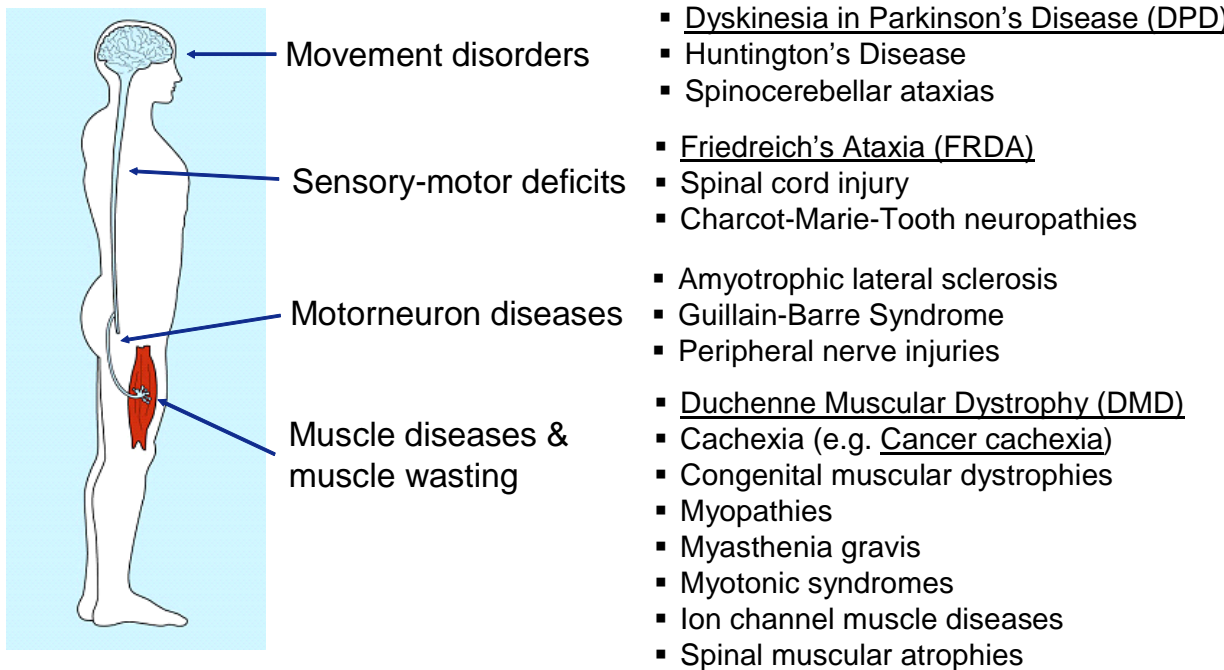 Movement disorders
▪ Dyskinesia in Parkinson's Disease (DPD)
▪ Huntington's Disease
▪ Spinocerebellar ataxias
Sensory-motor deficits
▪ Friedreich's Ataxia (FRDA)
▪ Spinal cord injury
▪ Charcot-Marie-Tooth neuropathies
Motorneuron diseases
▪ Amyotrophic lateral sclerosis
▪ Guillain-Barre Syndrome
▪ Peripheral nerve injuries
Muscle diseases &
muscle wasting
▪ Duchenne Muscular Dystrophy (DMD)
▪ Cachexia (e.g. Cancer cachexia)
▪ Congenital muscular dystrophies
▪ Myopathies
▪ Myasthenia gravis
▪ Myotonic syndromes
▪ Ion channel muscle diseases
▪ Spinal muscular atrophies